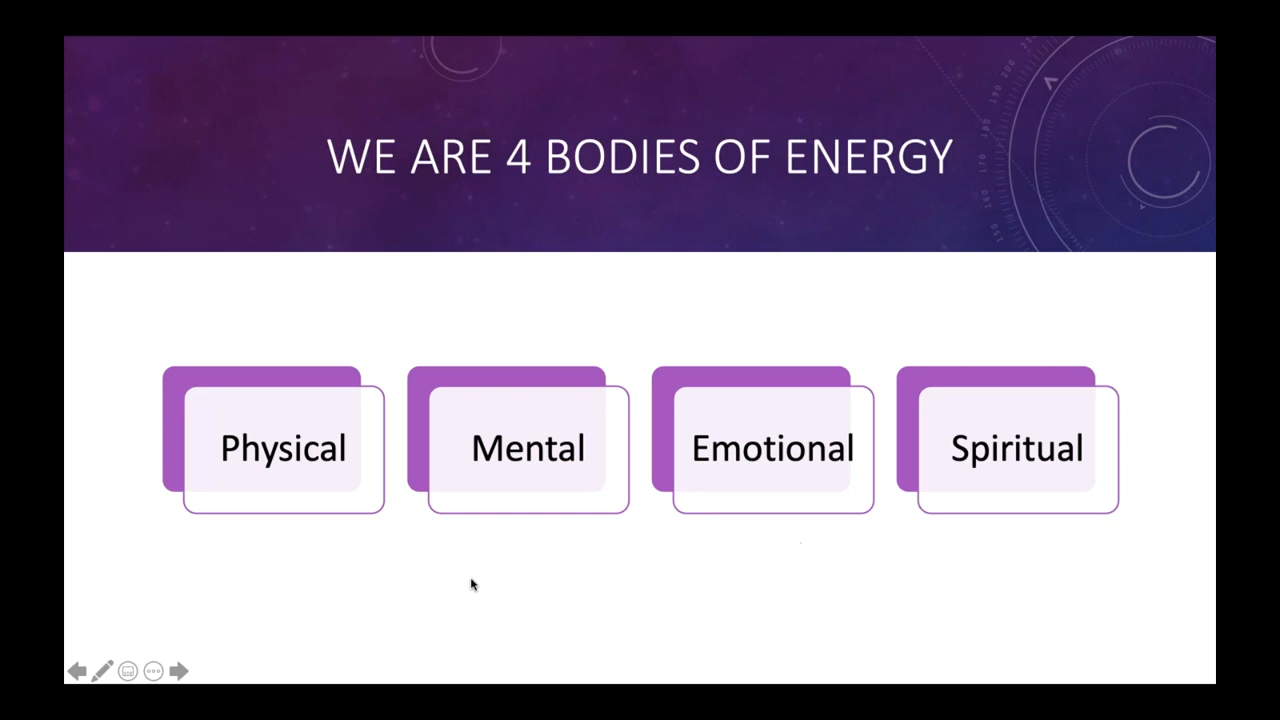 WE ARE 4 BODIES OF ENERGY
Physical
Mental
Emotional
Spiritual